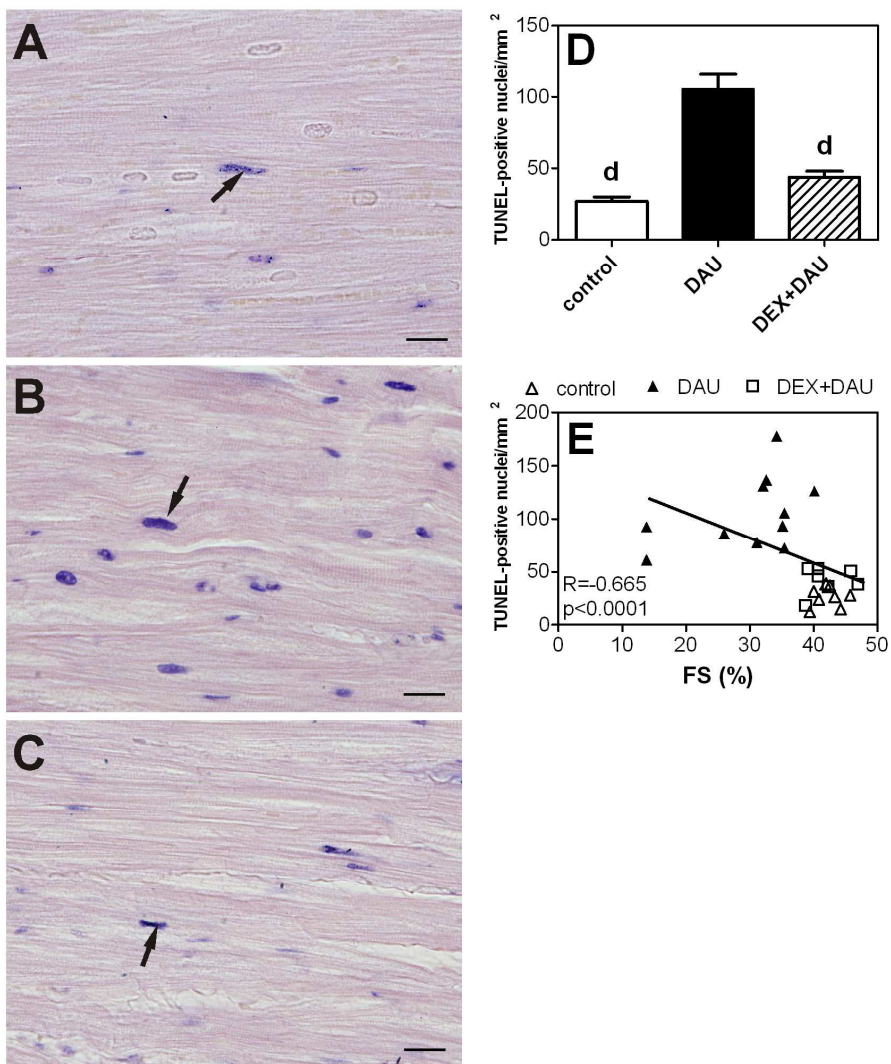 A
B
C
D
TUNEL-positive nuclei/mm ²
150
100
50
0
d
d
control
DAU
DEX+DAU
control
DAU
DEX+DAU
E
TUNEL-positive nuclei/mm ²
200
150
100
50
0
R=-0.665
p<0.0001
0
10
20
30
40
50
FS (%)